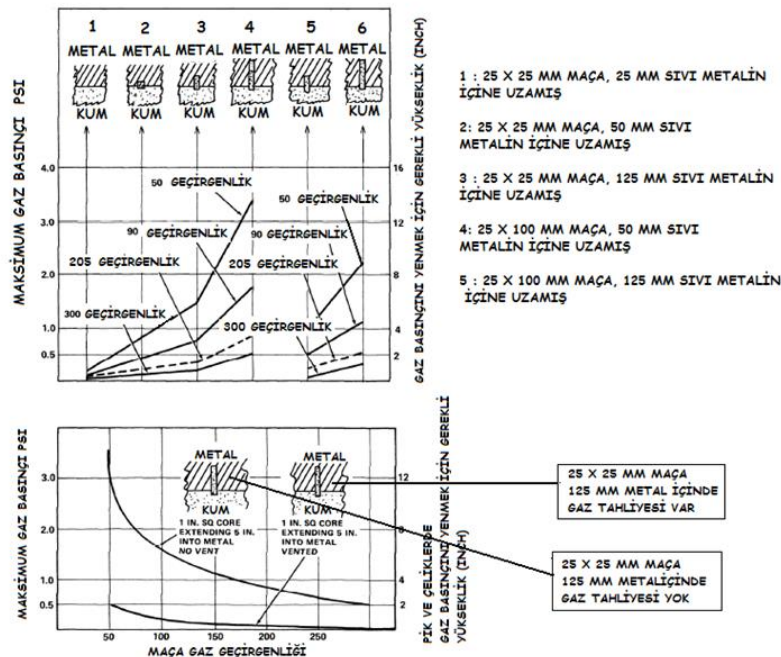 1 2 3 4 5 6
METAL METAL METAL METAL METAL METAL
KUM KUM KUM KUM KUM KUM
MAKSİMUM GAZ BASINÇI PSI
4.0
3.0
2.0
1.0
0.5
50 GEÇİRGENLİK
90 GEÇİRGENLİK
205 GEÇİRGENLİK
300 GEÇİRGENLİK
50 GEÇİRGENLİK
90 GEÇİRGENLİK
205 GEÇİRGENLİK
300 GEÇİRGENLİK
16
12
8
4
2
GAZ BASINÇINI YENMEK İÇİN GEREKLİ YÜKSEKLİK (INCH)
1 : 25 X 25 MM MAÇA, 25 MM SIVI METALİN
İÇİNE UZAMIŞ
2: 25 X 25 MM MAÇA, 50 MM SIVI
METALİN İÇİNE UZAMIŞ
3 : 25 X 25 MM MAÇA, 125 MM SIVI METALİN
İÇİNE UZAMIŞ
4: 25 X 100 MM MAÇA, 50 MM SIVI
METALİN İÇİNE UZAMIŞ
5 : 25 X 100 MM MAÇA, 125 MM SIVI METALİN
İÇİNE UZAMIŞ
MAKSİMUM GAZ BASINÇI PSI
3.0
2.0
1.0
0.5
METAL
KUM
1 IN. SQ CORE
EXTENDING 5 IN.
INTO METAL
NO VENT
METAL
KUM
1 IN. SQ CORE
EXTENDING 5 IN.
INTO METAL
VENTED
12
8
4
2
PİK VE ÇELİKLERDE
GAZ BASINÇINI YENMEK İÇİN GEREKLİ
YÜKSEKLİK (INCH)
50 100 150 200 250
MAÇA GAZ GEÇİRGENLİĞİ
25 X 25 MM MAÇA
125 MM METAL İÇİNDE
GAZ TAHLİYESİ VAR
25 X 25 MM MAÇA
125 MM METALİÇİNDE
GAZ TAHLİYESİ YOK